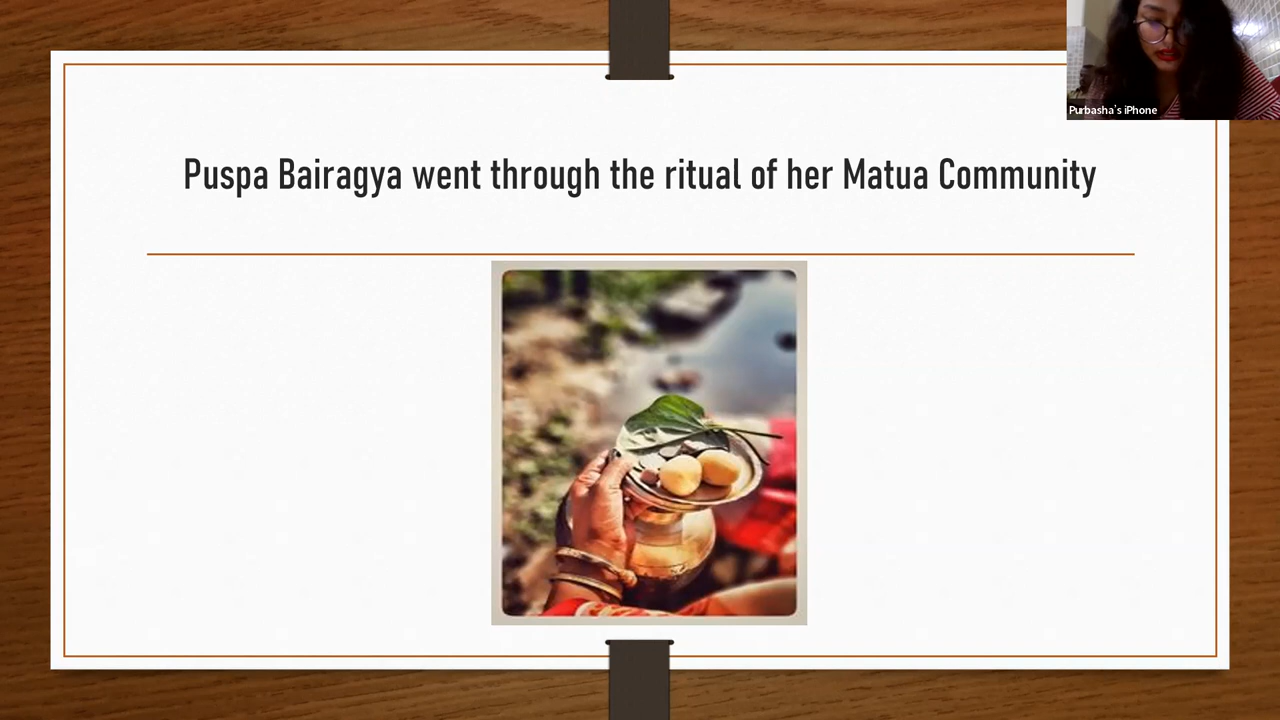 Purbasha's iPhone
Puspa Bairagya went through the ritual of her Matua Community